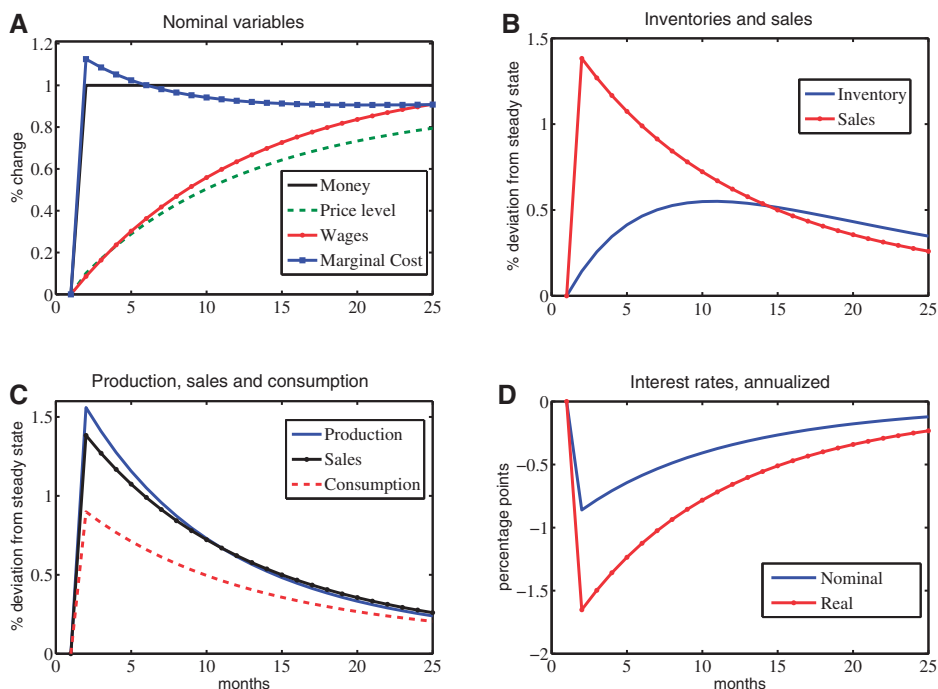 A
Nominal variables
% change
1.2
1
0.8
0.6
0.4
0.2
0
0 5 10 15 20 25
Money
Price level
Wages
Marginal Cost
B
Inventories and sales
% deviation from steady state
1.5
1
0.5
0
0 5 10 15 20 25
months
Inventory
Sales
C
Production, sales and consumption
% deviation from steady state
1.5
1
0.5
0
0 5 10 15 20 25
months
Production
Sales
Consumption
D
Interest rates, annualized
percentage points
0
−0.5
−1
−1.5
−2
0 5 10 15 20 25
months
Nominal
Real